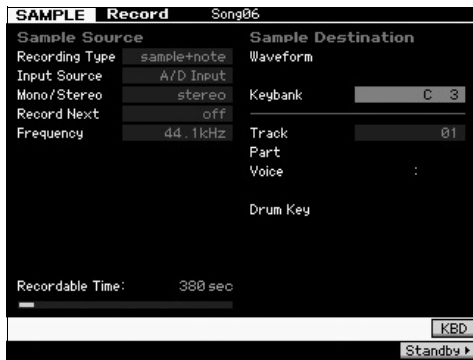 SAMPLE Record Song06
Sample Source
Recording Type sample+note
Input Source A/D Input
Mono/Stereo stereo
Record Next off
Frequency 44.1kHz
Recordable Time: 380 sec
Sample Destination
Waveform
Keybank C 3
Track 01
Part
Voice :
Drum Key
KBD
Standby